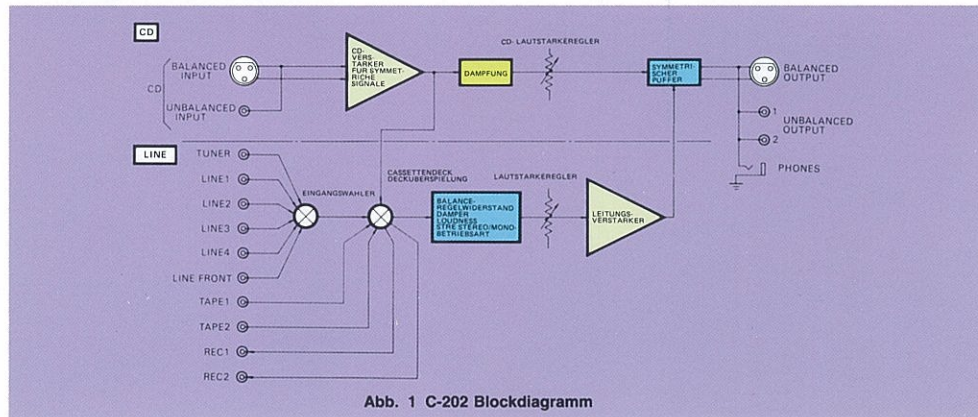 CD
CD-LAUTSTARKEREGLER
CD-
VERS-
TARKER
FUR SYMMET-
RICHE
SIGNALE
BALANCED
INPUT
DAMPFUNG
SYMMETRI-
SCHER
PUFFER
BALANCED
OUTPUT
CD
UNBALANCED
INPUT
1
2
UNBALANCED
OUTPUT
LINE
TUNER
PHONES
CASSETTENDECK
DECKUBERSPIELUNG
LAUTSTARKEREGLER
LINE1
EINGANGSWAHLER
LINE2
BALANCE-
REGELWIDERSTAND
DAMPER
LOUDNESS
STRE STEREO/MONO-
BETRIEBSART
LEITUNGS-
VERSTARKER
LINE3
LINE4
LINE FRONT
TAPE1
TAPE2
REC1
REC2
Abb. 1 C-202 Blockdiagramm